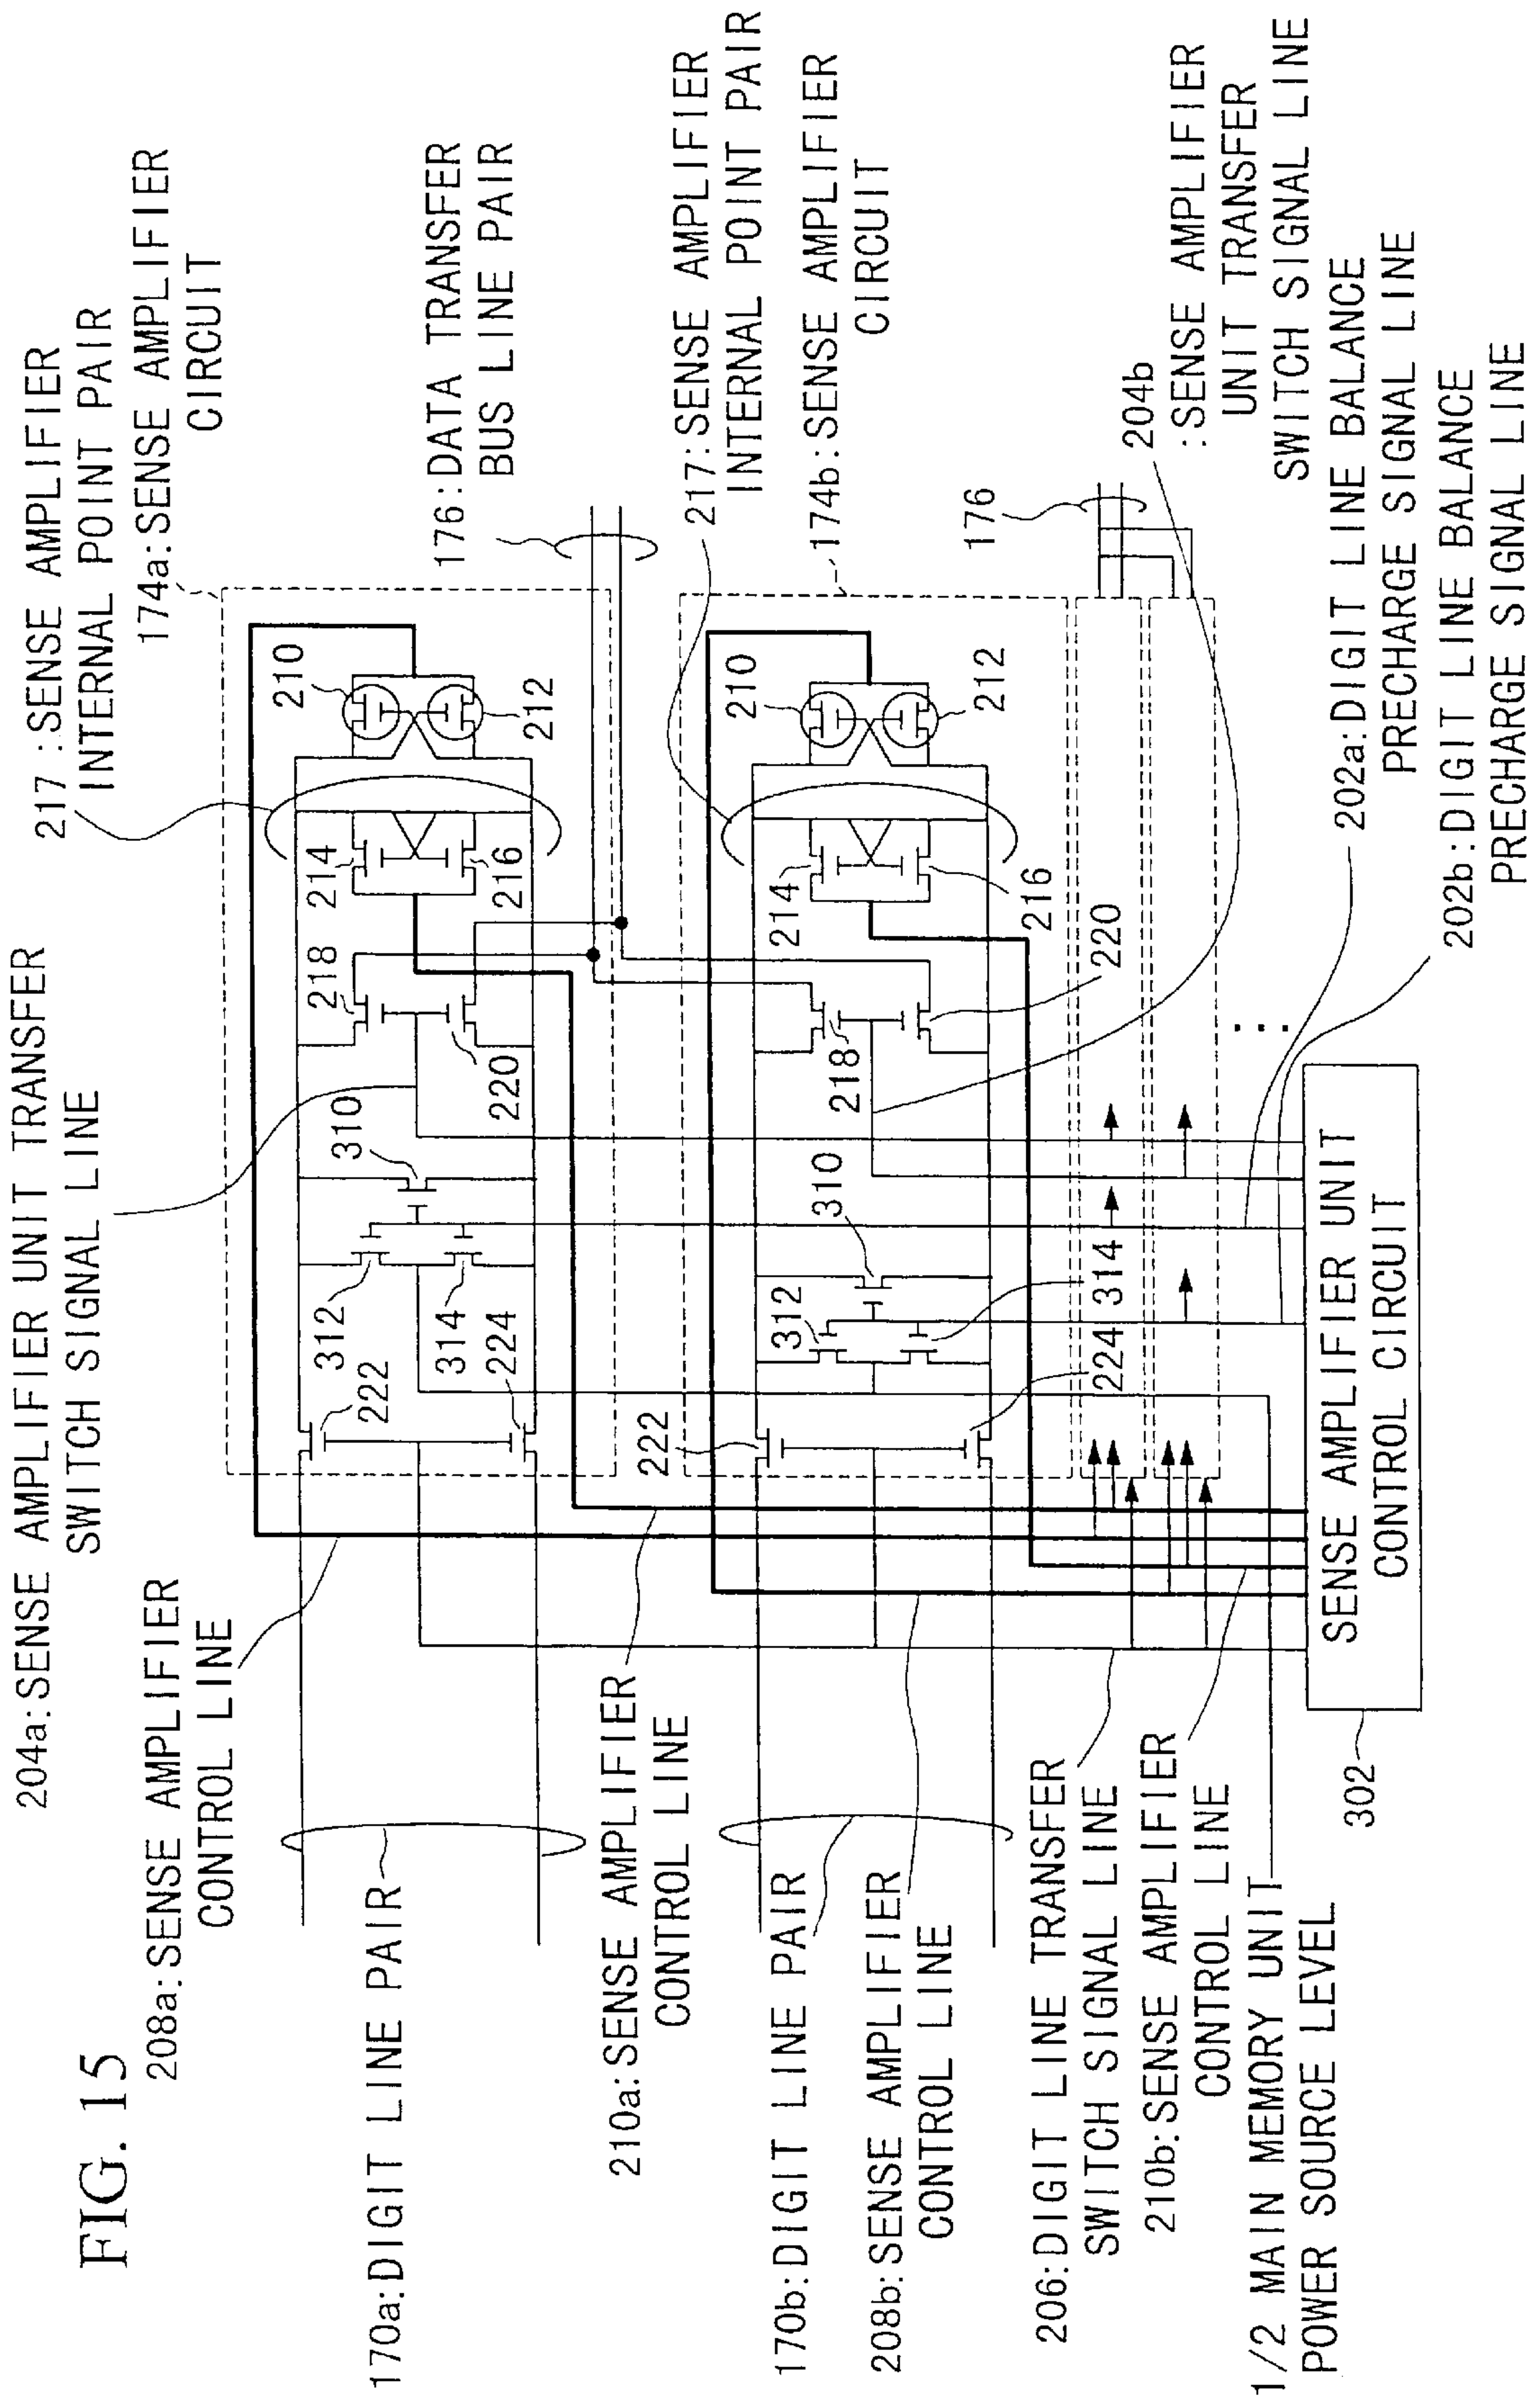 FIG. 15
204a:SENSE AMPLIFIER UNIT TRANSFER
SWITCH SIGNAL LINE
217 :SENSE AMPLIFIER
INTERNAL POINT PAIR
174a:SENSE AMPLIFIER
CIRCUIT
208a:SENSE AMPLIFIER
CONTROL LINE
170a:DIGIT LINE PAIR
222
312
314
224
310
218
220
214
216
210
212
176:DATA TRANSFER
BUS LINE PAIR
210a:SENSE AMPLIFIER
CONTROL LINE
217:SENSE AMPLIFIER
INTERNAL POINT PAIR
174b:SENSE AMPLIFIER
CIRCUIT
170b:DIGIT LINE PAIR
208b:SENSE AMPLIFIER
CONTROL LINE
222
312
310
218
214
210
212
216
220
314
224
176
204b
:SENSE AMPLIFIER
UNIT TRANSFER
SWITCH SIGNAL LINE
206:DIGIT LINE TRANSFER
SWITCH SIGNAL LINE
210b:SENSE AMPLIFIER
CONTROL LINE
1/2 MAIN MEMORY UNIT
POWER SOURCE LEVEL
302
SENSE AMPLIFIER UNIT
CONTROL CIRCUIT
...
202a:DIGIT LINE BALANCE
PRECHARGE SIGNAL LINE
202b:DIGIT LINE BALANCE
PRECHARGE SIGNAL LINE